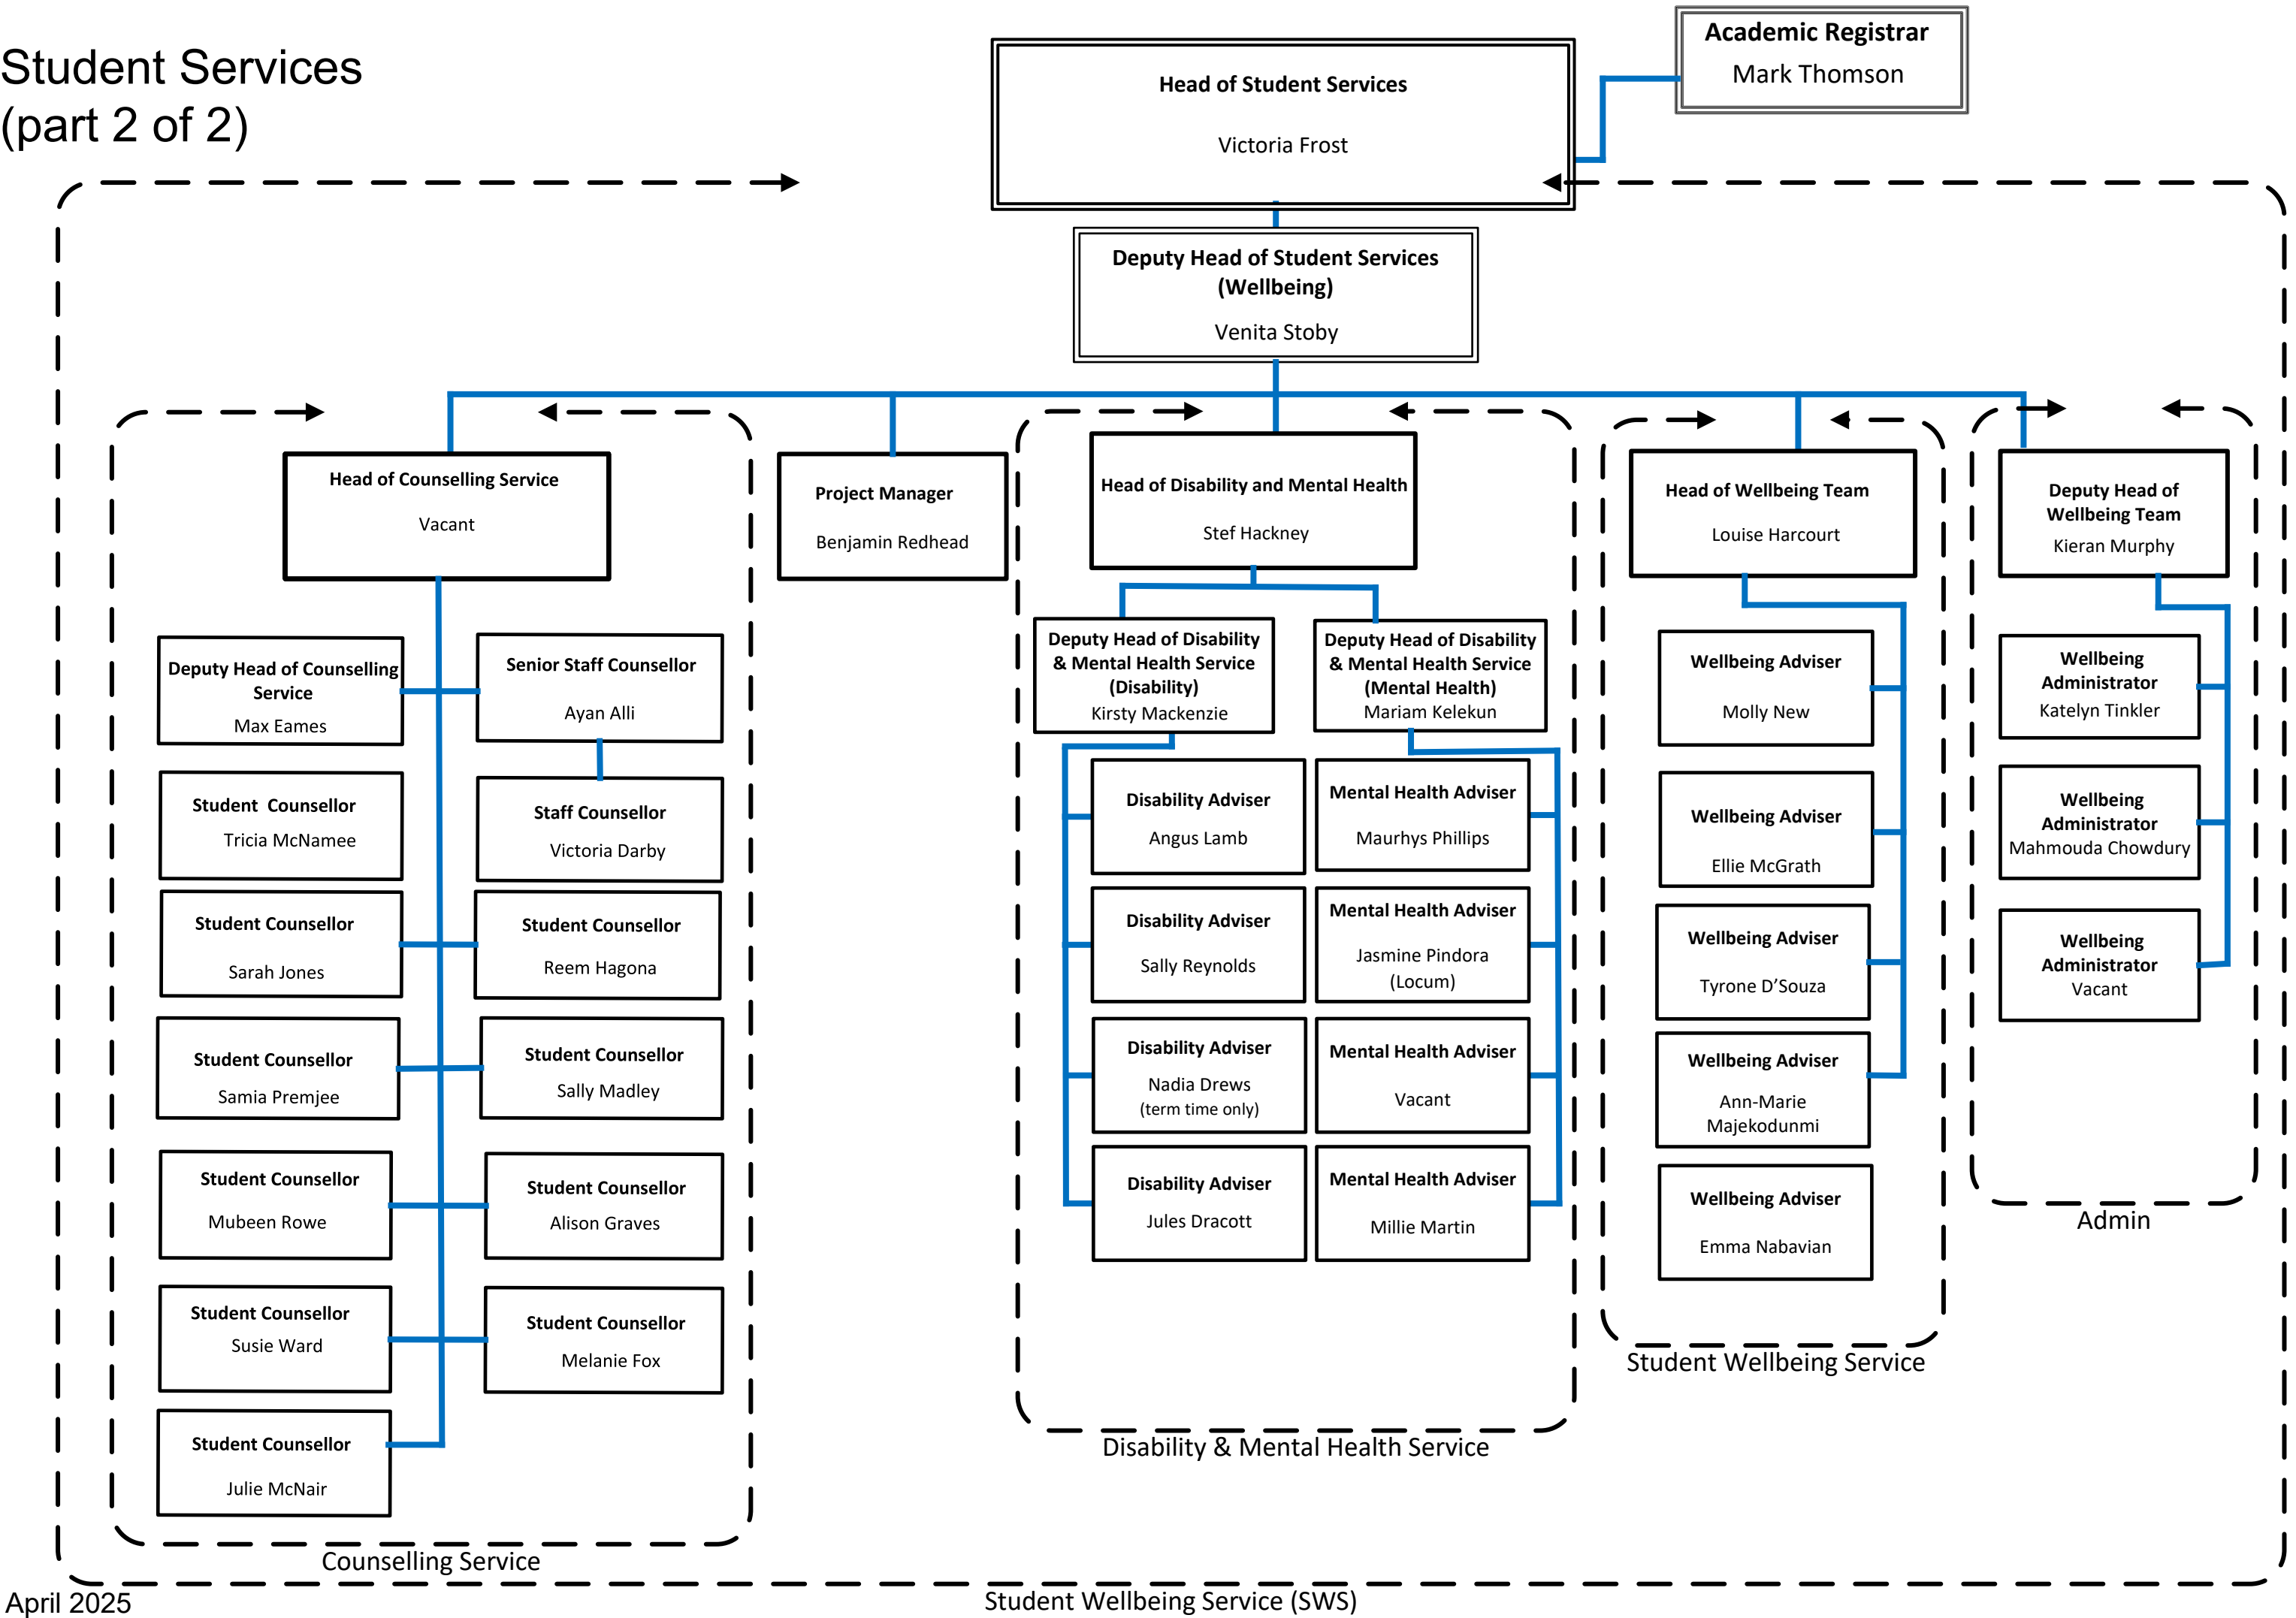 Student Services
(part 2 of 2)
Academic Registrar
Mark Thomson
Head of Student Services
Victoria Frost
Deputy Head of Student Services
(Wellbeing)
Venita Stoby
Head of Counselling Service
Vacant
Deputy Head of Counselling
Service
Max Eames
Senior Staff Counsellor
Ayan Alli
Student Counsellor
Tricia McNamee
Staff Counsellor
Victoria Darby
Student Counsellor
Sarah Jones
Student Counsellor
Reem Hagona
Student Counsellor
Samia Premjee
Student Counsellor
Sally Madley
Student Counsellor
Mubeen Rowe
Student Counsellor
Alison Graves
Student Counsellor
Susie Ward
Student Counsellor
Melanie Fox
Student Counsellor
Julie McNair
Counselling Service
Project Manager
Benjamin Redhead
Head of Disability and Mental Health
Stef Hackney
Deputy Head of Disability
& Mental Health Service
(Disability)
Kirsty Mackenzie
Deputy Head of Disability
& Mental Health Service
(Mental Health)
Mariam Kelekun
Disability Adviser
Angus Lamb
Mental Health Adviser
Maurhys Phillips
Disability Adviser
Sally Reynolds
Mental Health Adviser
Jasmine Pindora
(Locum)
Disability Adviser
Nadia Drews
(term time only)
Mental Health Adviser
Vacant
Disability Adviser
Jules Dracott
Mental Health Adviser
Millie Martin
Disability & Mental Health Service
Head of Wellbeing Team
Louise Harcourt
Wellbeing Adviser
Molly New
Wellbeing Adviser
Ellie McGrath
Wellbeing Adviser
Tyrone D’Souza
Wellbeing Adviser
Ann-Marie
Majekodunmi
Wellbeing Adviser
Emma Nabavian
Student Wellbeing Service
Deputy Head of
Wellbeing Team
Kieran Murphy
Wellbeing
Administrator
Katelyn Tinkler
Wellbeing
Administrator
Mahmouda Chowdury
Wellbeing
Administrator
Vacant
Admin
Student Wellbeing Service (SWS)
April 2025